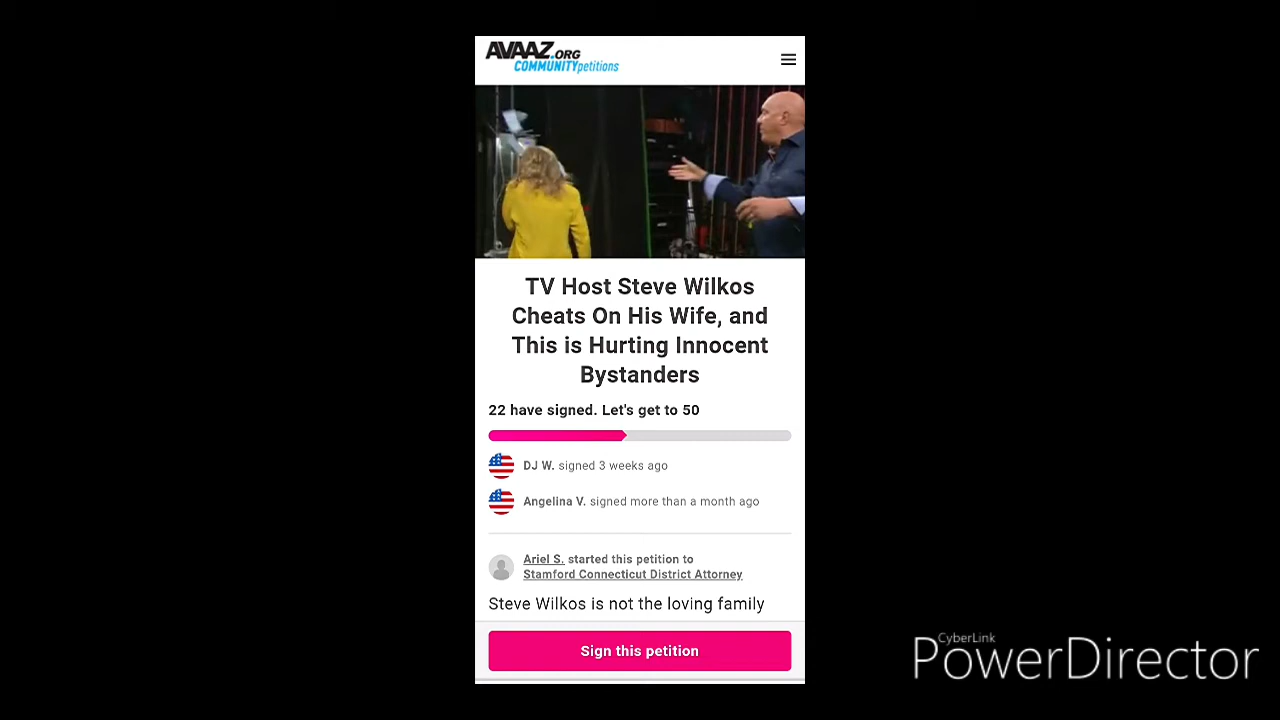 AVAAZ.ORG
COMMUNITYpetitions
TV Host Steve Wilkos
Cheats On His Wife, and
This is Hurting Innocent
Bystanders
22 have signed. Let's get to 50
DJ W. signed 3 weeks ago
Angelina V. signed more than a month ago
Ariel S. started this petition to
Stamford Connecticut District Attorney
Steve Wilkos is not the loving family
Sign this petition
CyberLink
PowerDirector